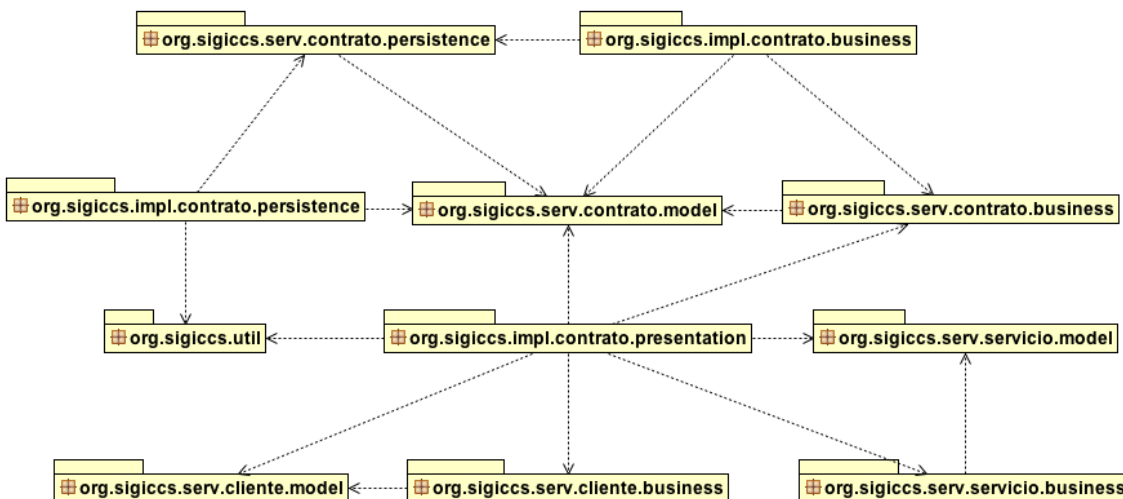 org.sigiccs.serv.contrato.persistence
org.sigiccs.impl.contrato.business
org.sigiccs.impl.contrato.persistence
org.sigiccs.serv.contrato.model
org.sigiccs.serv.contrato.business
org.sigiccs.util
org.sigiccs.impl.contrato.presentation
org.sigiccs.serv.servicio.model
org.sigiccs.serv.cliente.model
org.sigiccs.serv.cliente.business
org.sigiccs.serv.servicio.business